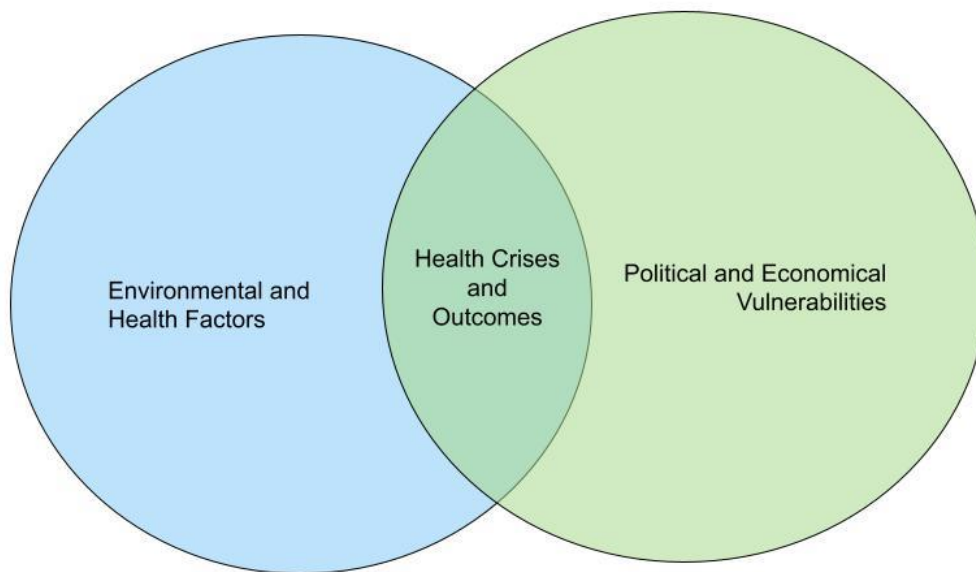 Environmental and
Health Factors
Health Crises
and
Outcomes
Political and Economical
Vulnerabilities